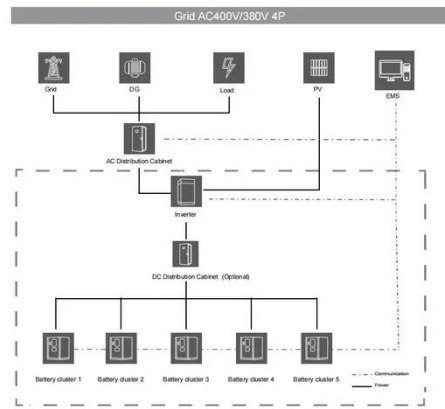 Grid AC400V/380V 4P
Grid
DG
Load
PV
EMS
AC Distribution Cabinet
Inverter
DC Distribution Cabinet (Optional)
Battery cluster 1
Battery cluster 2
Battery cluster 3
Battery cluster 4
Battery cluster 5
Communication
Power